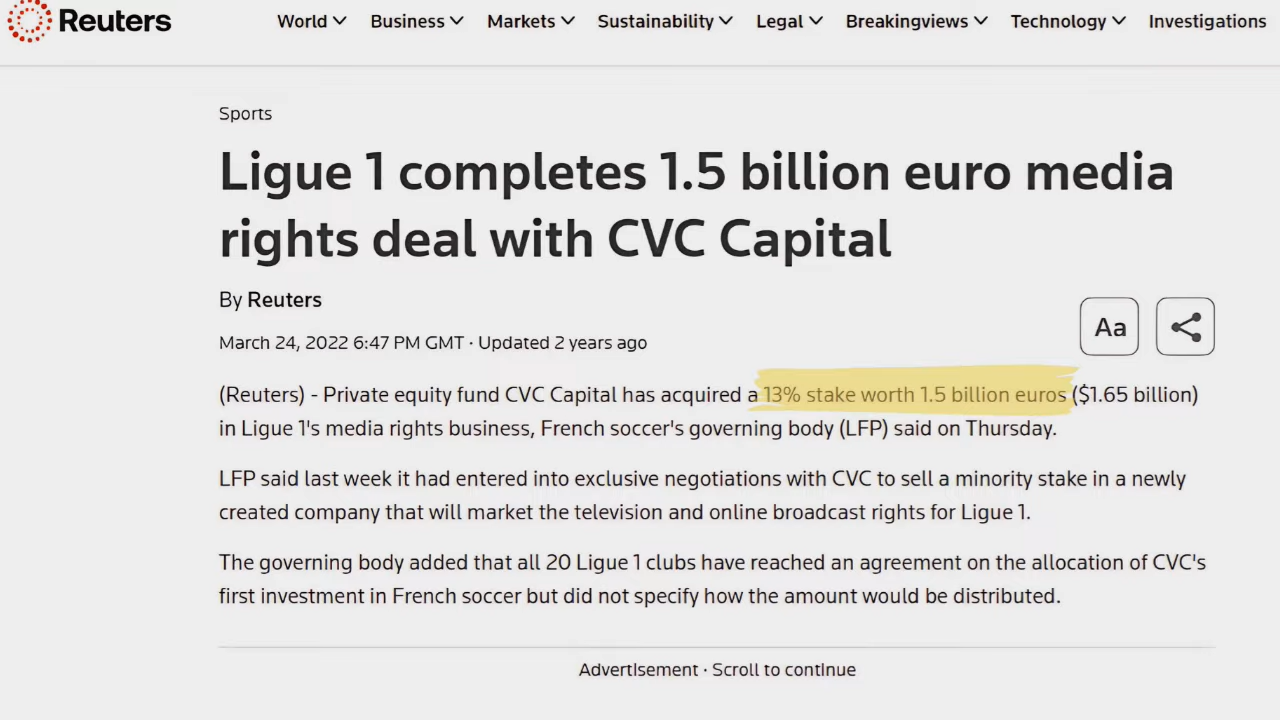 Reuters
World Business Markets Sustainability Legal Breakingviews Technology Investigations
Sports
Ligue 1 completes 1.5 billion euro media
rights deal with CVC Capital
By Reuters
March 24, 2022 6:47 PM GMT · Updated 2 years ago
Aa
(Reuters) - Private equity fund CVC Capital has acquired a 13% stake worth 1.5 billion euros ($1.65 billion)
in Ligue 1's media rights business, French soccer's governing body (LFP) said on Thursday.
LFP said last week it had entered into exclusive negotiations with CVC to sell a minority stake in a newly
created company that will market the television and online broadcast rights for Ligue 1.
The governing body added that all 20 Ligue 1 clubs have reached an agreement on the allocation of CVC's
first investment in French soccer but did not specify how the amount would be distributed.
Advertisement · Scroll to continue